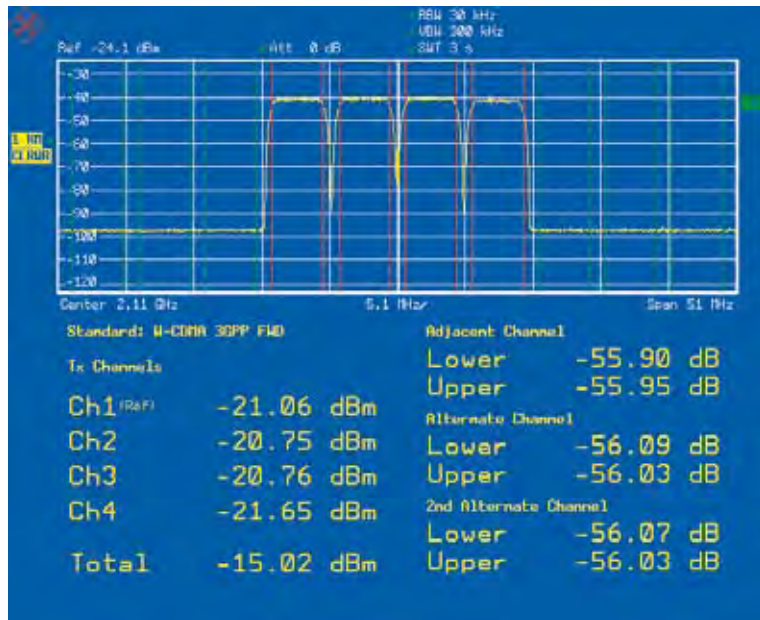 RBW 30 kHz
VBW 300 kHz
Ref -24.1 dBm Att 0 dB SWT 3 s
-30
-40
-50
-60
-70
-80
-90
-100
-110
-120
1 RM
CLRWR
Center 2.11 GHz 5.1 MHz/ Span 51 MHz
Standard: W-CDMA 3GPP FWD
Tx Channels
Ch1 (Ref) -21.06 dBm
Ch2 -20.75 dBm
Ch3 -20.76 dBm
Ch4 -21.65 dBm
Total -15.02 dBm
Adjacent Channel
Lower -55.90 dB
Upper -55.95 dB
Alternate Channel
Lower -56.09 dB
Upper -56.03 dB
2nd Alternate Channel
Lower -56.07 dB
Upper -56.03 dB